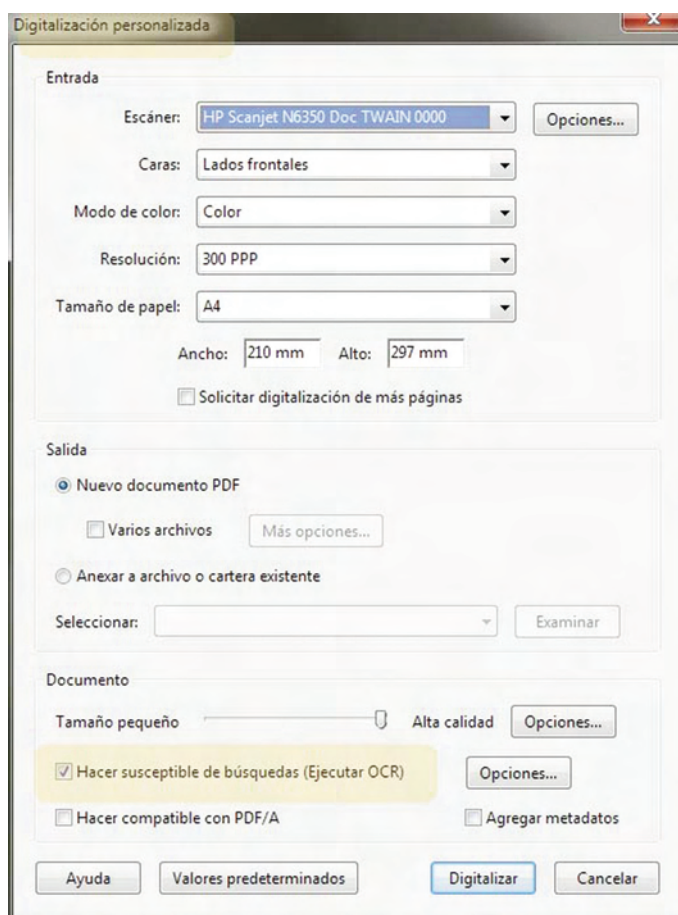 Digitalización personalizada
Entrada
Escáner: HP Scanjet N6350 Doc TWAIN 0000 Opciones...
Caras: Lados frontales
Modo de color: Color
Resolución: 300 PPP
Tamaño de papel: A4
Ancho: 210 mm Alto: 297 mm
Solicitar digitalización de más páginas
Salida
Nuevo documento PDF
Varios archivos Más opciones...
Anexar a archivo o cartera existente
Seleccionar: Examinar
Documento
Tamaño pequeño Alta calidad Opciones...
Hacer susceptible de búsquedas (Ejecutar OCR) Opciones...
Hacer compatible con PDF/A Agregar metadatos
Ayuda Valores predeterminados Digitalizar Cancelar